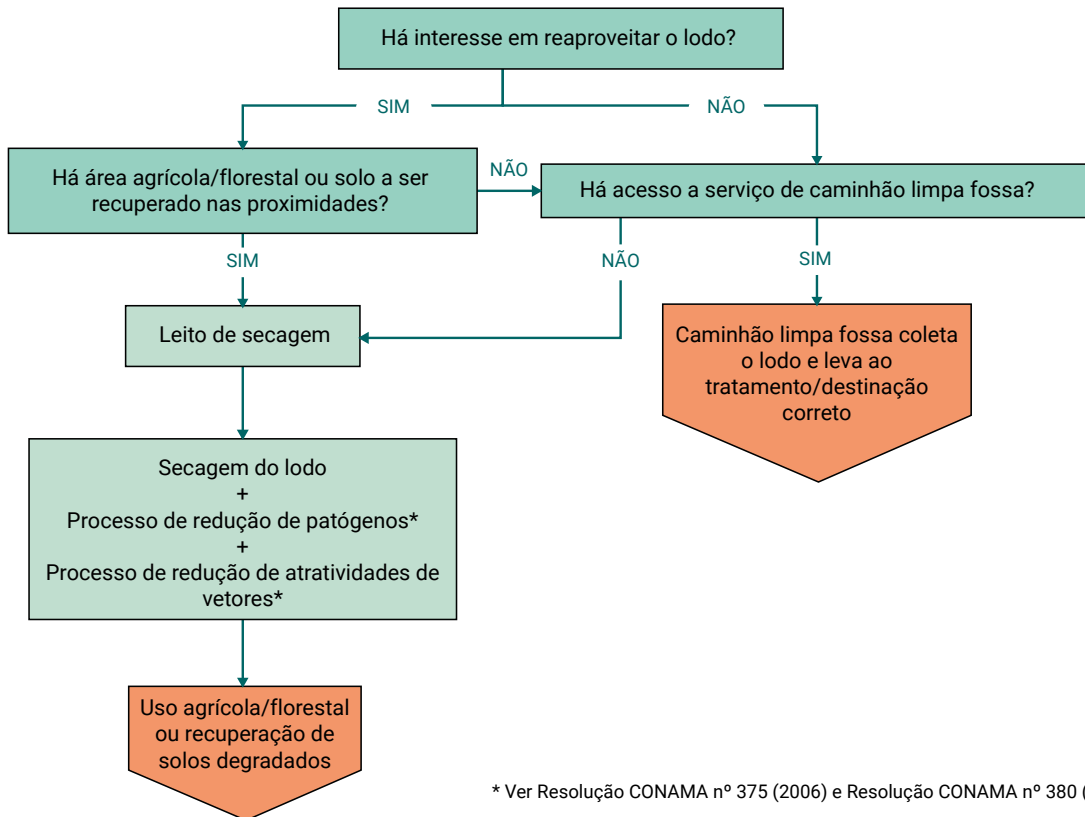 Há interesse em reaproveitar o lodo?
SIM
NÃO
Há área agrícola/florestal ou solo a ser
recuperado nas proximidades?
NÃO
Há acesso a serviço de caminhão limpa fossa?
SIM
NÃO
SIM
Leito de secagem
Caminhão limpa fossa coleta
o lodo e leva ao
tratamento/destinação
correto
Secagem do lodo
+
Processo de redução de patógenos*
+
Processo de redução de atratividades de
vetores*
Uso agrícola/florestal
ou recuperação de
solos degradados
* Ver Resolução CONAMA nº 375 (2006) e Resolução CONAMA nº 380 (